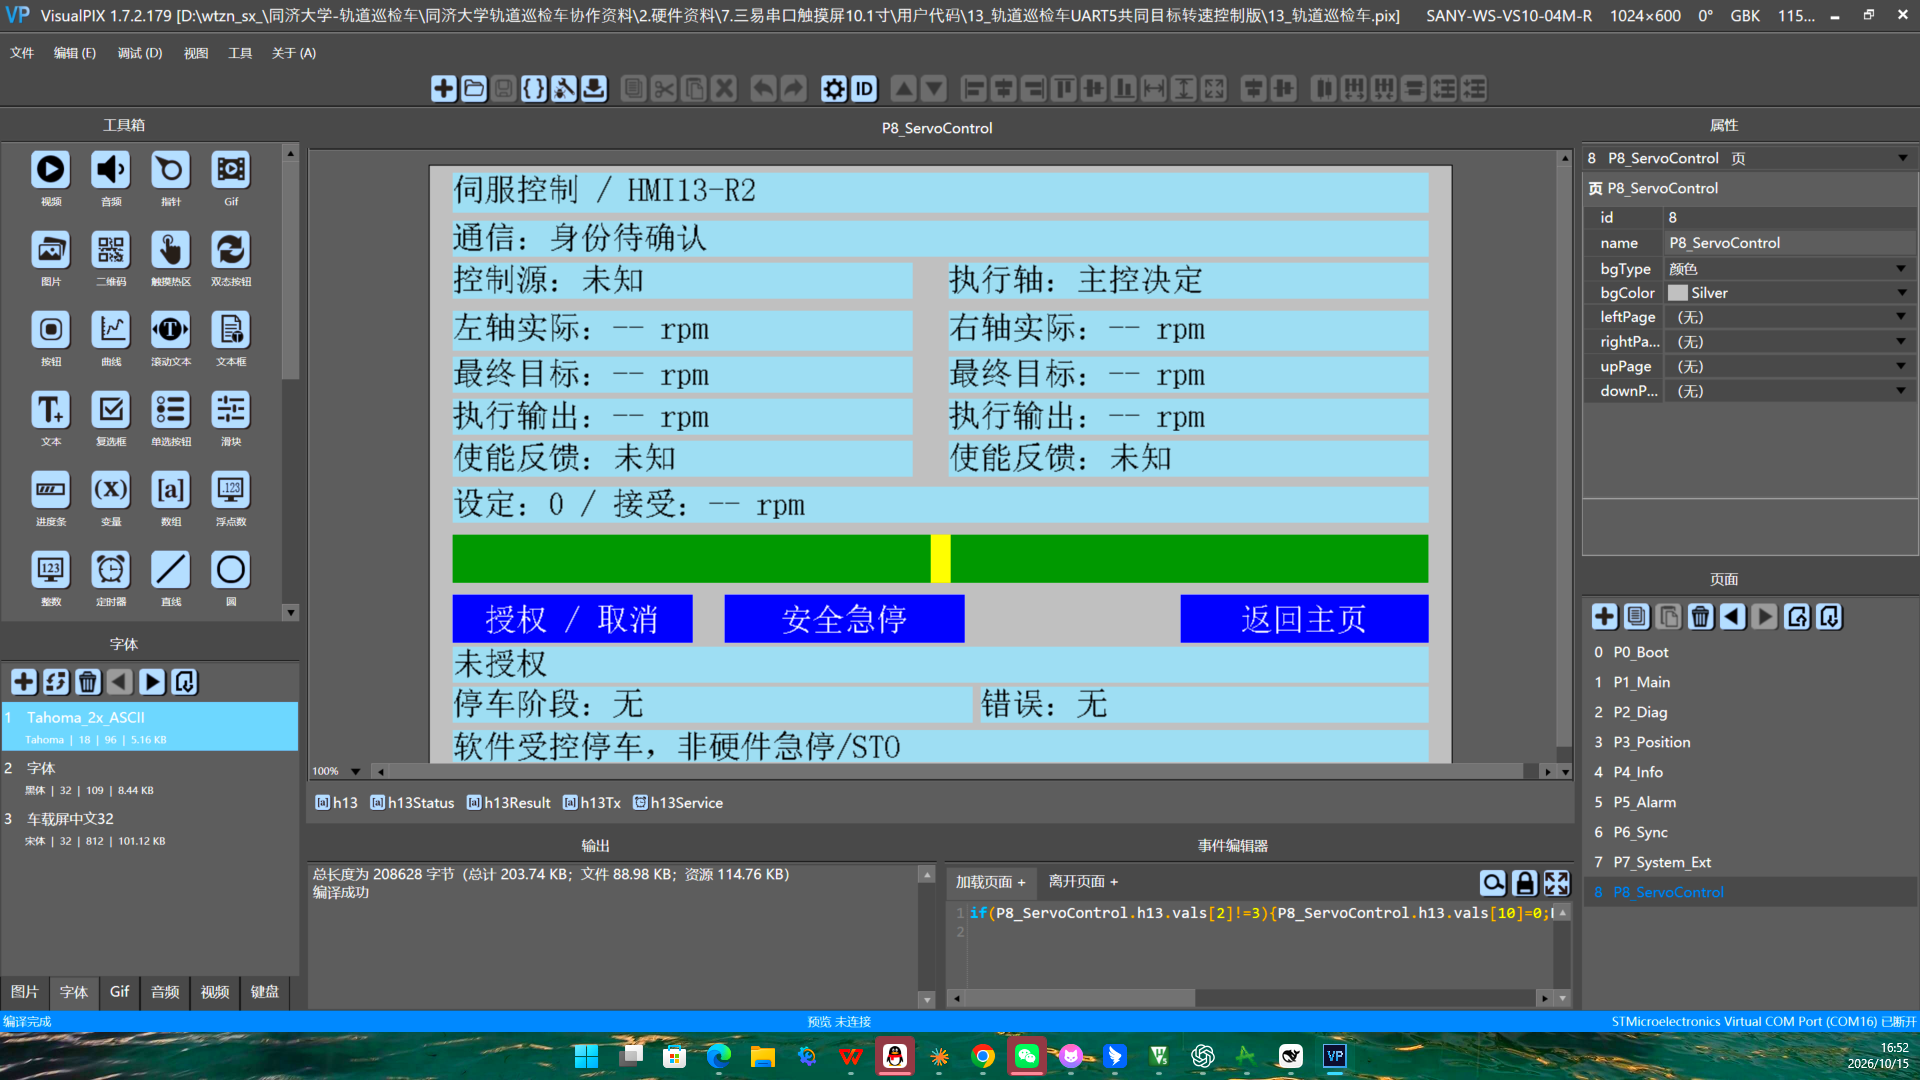 VP VisualPIX 1.7.2.179 [D:\wtzn_sx_\同济大学-轨道巡检车\同济大学轨道巡检车协作资料\2.硬件资料\7.三易串口触摸屏10.1寸\用户代码\13_轨道巡检车UART5共同目标转速控制版\13_轨道巡检车.pix] SANY-WS-VS10-04M-R 1024×600 0° GBK 115...
文件 编辑 (E) 调试 (D) 视图 工具 关于 (A)
ID
工具箱
视频 音频 指针 Gif
图片 二维码 触摸热区 双态按钮
按钮 曲线 滚动文本 文本框
文本 复选框 单选按钮 滑块
进度条 变量 数组 浮点数
整数 定时器 直线 圆
字体
1 Tahoma_2x_ASCII
Tahoma | 18 | 96 | 5.16 KB
2 字体
黑体 | 32 | 109 | 8.44 KB
3 车载屏中文32
宋体 | 32 | 812 | 101.12 KB
图片 字体 Gif 音频 视频 键盘
P8_ServoControl
伺服控制 / HMI13-R2
通信：身份待确认
控制源：未知 执行轴：主控决定
左轴实际：-- rpm 右轴实际：-- rpm
最终目标：-- rpm 最终目标：-- rpm
执行输出：-- rpm 执行输出：-- rpm
使能反馈：未知 使能反馈：未知
设定：0 / 接受：-- rpm
授权 / 取消 安全急停 返回主页
未授权
停车阶段：无 错误：无
软件受控停车，非硬件急停/STO
100%
h13 h13Status h13Result h13Tx h13Service
输出
总长度为 208628 字节（总计 203.74 KB；文件 88.98 KB；资源 114.76 KB）
编译成功
事件编辑器
加载页面 + 离开页面 +
1 if(P8_ServoControl.h13.vals[2]!=3){P8_ServoControl.h13.vals[10]=0;
2
属性
8 P8_ServoControl 页
页 P8_ServoControl
id 8
name P8_ServoControl
bgType 颜色
bgColor Silver
leftPage （无）
rightPa... （无）
upPage （无）
downP... （无）
页面
0 P0_Boot
1 P1_Main
2 P2_Diag
3 P3_Position
4 P4_Info
5 P5_Alarm
6 P6_Sync
7 P7_System_Ext
8 P8_ServoControl
编译完成 预览 未连接 STMicroelectronics Virtual COM Port (COM16) 已断开
16:52
2026/10/15